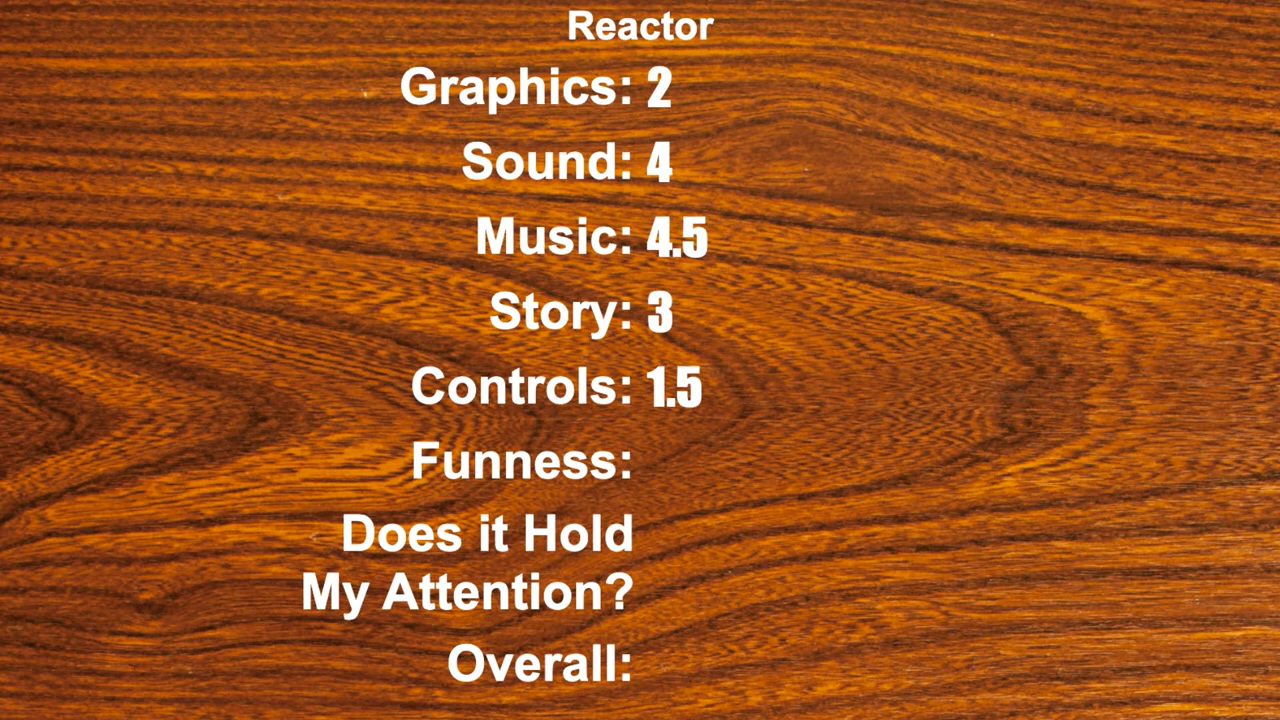 Reactor
Graphics: 2
Sound: 4
Music: 4.5
Story: 3
Controls: 1.5
Funness:
Does it Hold
My Attention?
Overall: